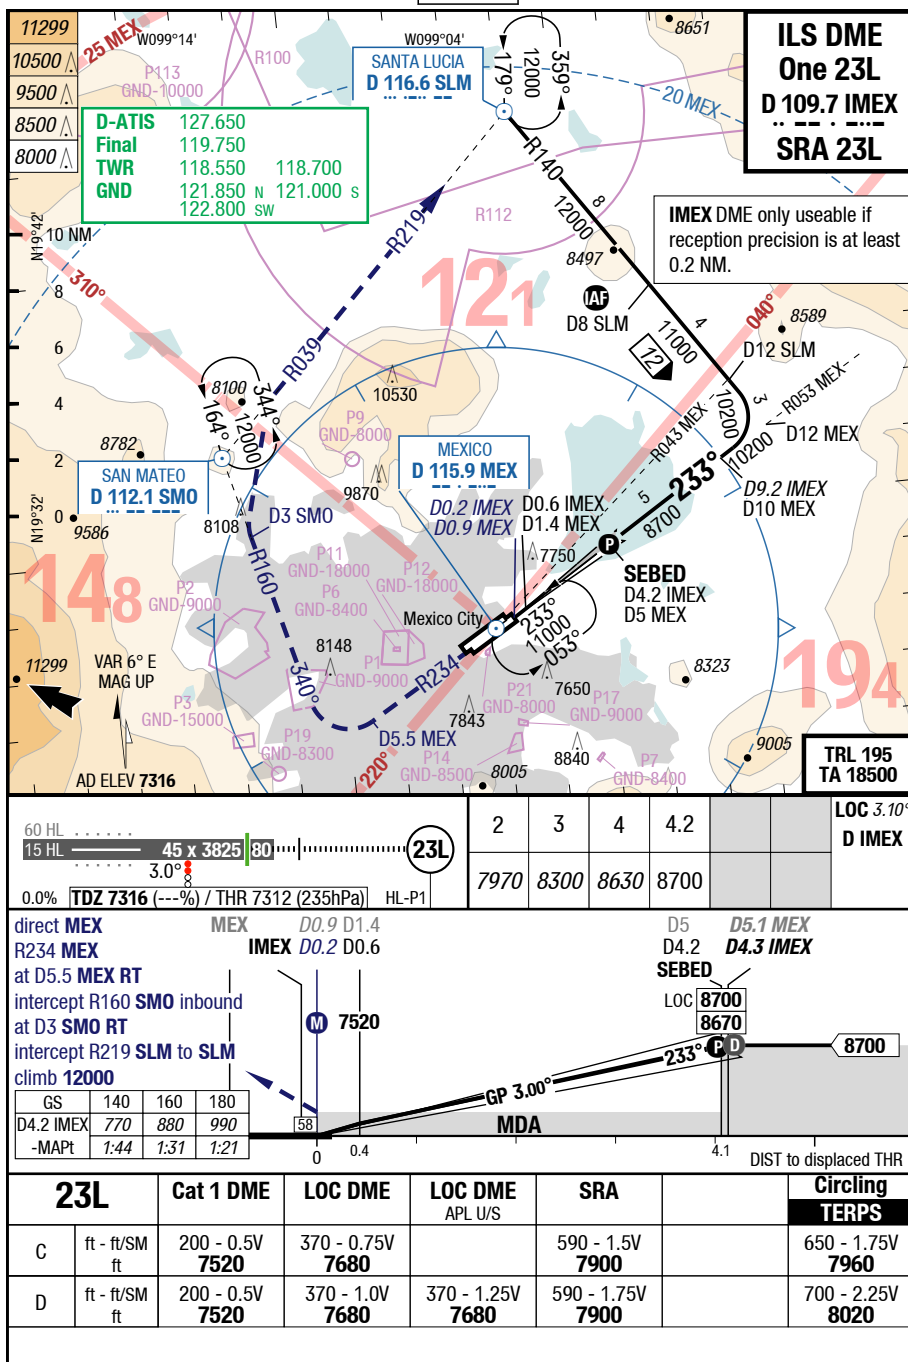 11299
10500
9500
8500
8000
25 MEX
W099°14'
W099°04'
P113
GND-10000
R100
SANTA LUCIA
D 116.6 SLM
179°
12000
359°
8651
20 MEX
ILS DME
One 23L
D 109.7 IMEX
SRA 23L
D-ATIS 127.650
Final 119.750
TWR 118.550 118.700
GND 121.850 N 121.000 S
122.800 SW
IMEX DME only useable if
reception precision is at least
0.2 NM.
R140
8
12000
R112
R219
N19°42'
10 NM
8
6
4
2
0
N19°32'
310°
121
8497
IAF
D8 SLM
4
11000
12
040°
8589
D12 SLM
R053 MEX
R043 MEX
3
10200
10200
D12 MEX
R039
8100
164°
12000
344°
10530
P9
GND-8000
8782
SAN MATEO
D 112.1 SMO
MEXICO
D 115.9 MEX
D0.2 IMEX
D0.9 MEX
D0.6 IMEX
D1.4 MEX
233°
5
8700
D9.2 IMEX
D10 MEX
9870
8108
D3 SMO
9586
P
7750
SEBED
D4.2 IMEX
D5 MEX
148
P2
GND-9000
P11
GND-18000
P12
GND-18000
P6
GND-8400
R160
Mexico City
233°
11000
053°
11299
VAR 6° E
MAG UP
8148
340°
P1
GND-9000
R234
8323
194
P3
GND-15000
D5.5 MEX
7843
P21
GND-8000
7650
P17
GND-9000
P19
GND-8300
220°
P14
GND-8500
8005
8840
P7
GND-8400
9005
AD ELEV 7316
TRL 195
TA 18500
60 HL
15 HL
45 x 3825
80
23L
3.0°
0.0%
TDZ 7316 (---%) / THR 7312 (235hPa)
HL-P1
2 3 4 4.2
LOC 3.10°
D IMEX
7970 8300 8630 8700
direct MEX
R234 MEX
at D5.5 MEX RT
intercept R160 SMO inbound
at D3 SMO RT
intercept R219 SLM to SLM
climb 12000
MEX D0.9 D1.4
IMEX D0.2 D0.6
D5 D5.1 MEX
D4.2 D4.3 IMEX
SEBED
LOC 8700
8670
M
7520
P D
8700
233°
GP 3.00°
MDA
GS 140 160 180
D4.2 IMEX 770 880 990
-MAPt 1:44 1:31 1:21
58
0
0.4
4.1
DIST to displaced THR
23L
Cat 1 DME
LOC DME
LOC DME
APL U/S
SRA
Circling
TERPS
C
ft - ft/SM 200 - 0.5V 370 - 0.75V 590 - 1.5V 650 - 1.75V
ft 7520 7680 7900 7960
D
ft - ft/SM 200 - 0.5V 370 - 1.0V 370 - 1.25V 590 - 1.75V 700 - 2.25V
ft 7520 7680 7680 7900 8020